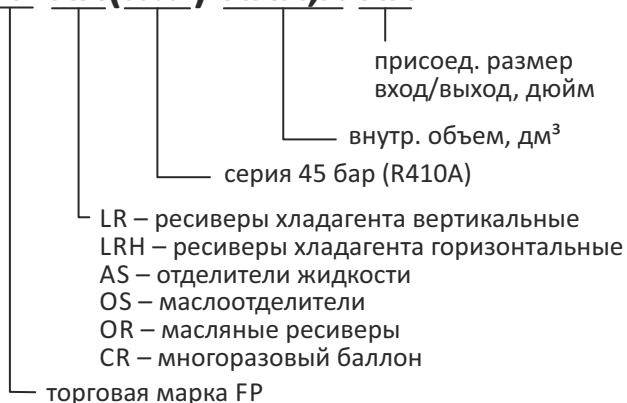 присоед. размер
вход/выход, дюйм
внутр. объем, дм³
серия 45 бар (R410A)
LR – ресиверы хладагента вертикальные
LRH – ресиверы хладагента горизонтальные
AS – отделители жидкости
OS – маслоотделители
OR – масляные ресиверы
CR – многоразовый баллон
торговая марка FP